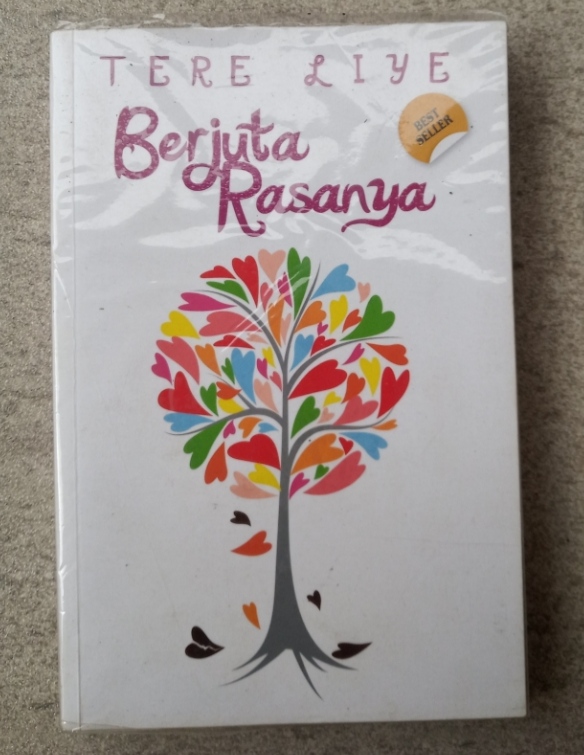 TERE LIYE
Berjuta
Rasanya
BEST
SELLER